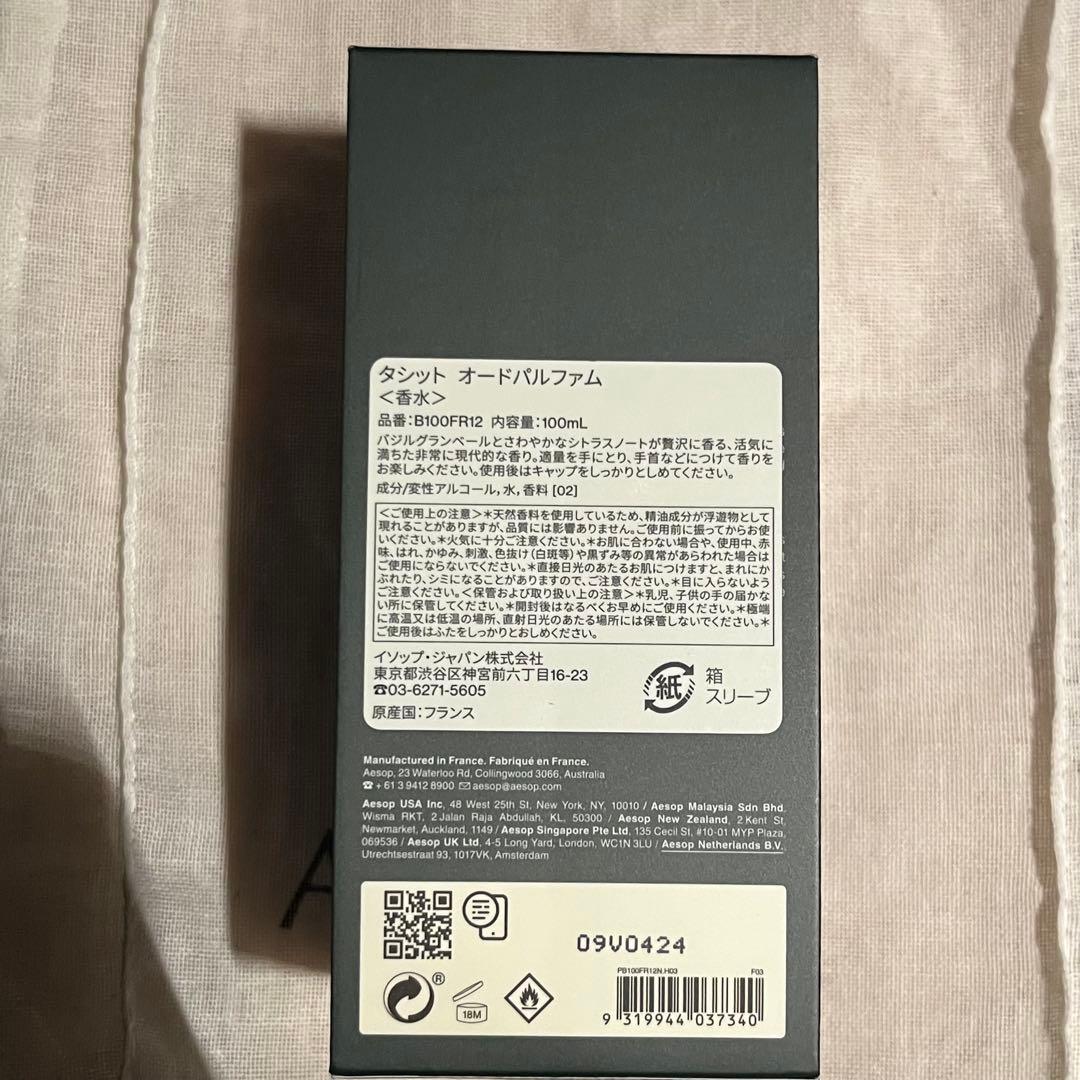 タシット オードパルファム
＜香水＞
品番：B100FR12 内容量：100mL
バジルグランベールとさわやかなシトラスノートが贅沢に香る、活気に
満ちた非常に現代的な香り。適量を手にとり、手首などにつけて香りを
お楽しみください。使用後はキャップをしっかりとしめてください。
成分/変性アルコール，水，香料 [02]
＜ご使用上の注意＞＊天然香料を使用しているため、精油成分が浮遊物として
現れることがありますが、品質には影響ありません。ご使用前に振ってからお使
いください。＊火気に十分ご注意ください。＊お肌に合わない場合や、使用中、赤
味、はれ、かゆみ、刺激、色抜け(白斑等)や黒ずみ等の異常があらわれた場合は
ご使用にならないでください。＊直接日光のあたるお肌につけますと、まれにか
ぶれたり、シミになることがありますので、ご注意ください。＊目に入らないよう
ご注意ください。＜保管および取り扱い上の注意＞＊乳児、子供の手の届かな
い所に保管してください。＊開封後はなるべくお早めにご使用ください。＊極端
に高温又は低温の場所、直射日光のあたる場所には保管しないでください。＊
ご使用後はふたをしっかりとおしめください。
イソップ・ジャパン株式会社
東京都渋谷区神宮前六丁目16-23
☎03-6271-5605
原産国：フランス
紙
箱
スリーブ
Manufactured in France. Fabriqué en France.
Aesop, 23 Waterloo Rd, Collingwood 3066, Australia
☎ + 61 3 9412 8900 ✉ aesop@aesop.com
Aesop USA Inc, 48 West 25th St, New York, NY, 10010 / Aesop Malaysia Sdn Bhd,
Wisma RKT, 2 Jalan Raja Abdullah, KL, 50300 / Aesop New Zealand, 2 Kent St,
Newmarket, Auckland, 1149 / Aesop Singapore Pte Ltd, 135 Cecil St, #10-01 MYP Plaza,
069536 / Aesop UK Ltd, 4-5 Long Yard, London, WC1N 3LU / Aesop Netherlands B.V.
Utrechtsestraat 93, 1017VK, Amsterdam
09V0424
PB100FR12N.H03 F03
®
18M
9 319944 037340
A